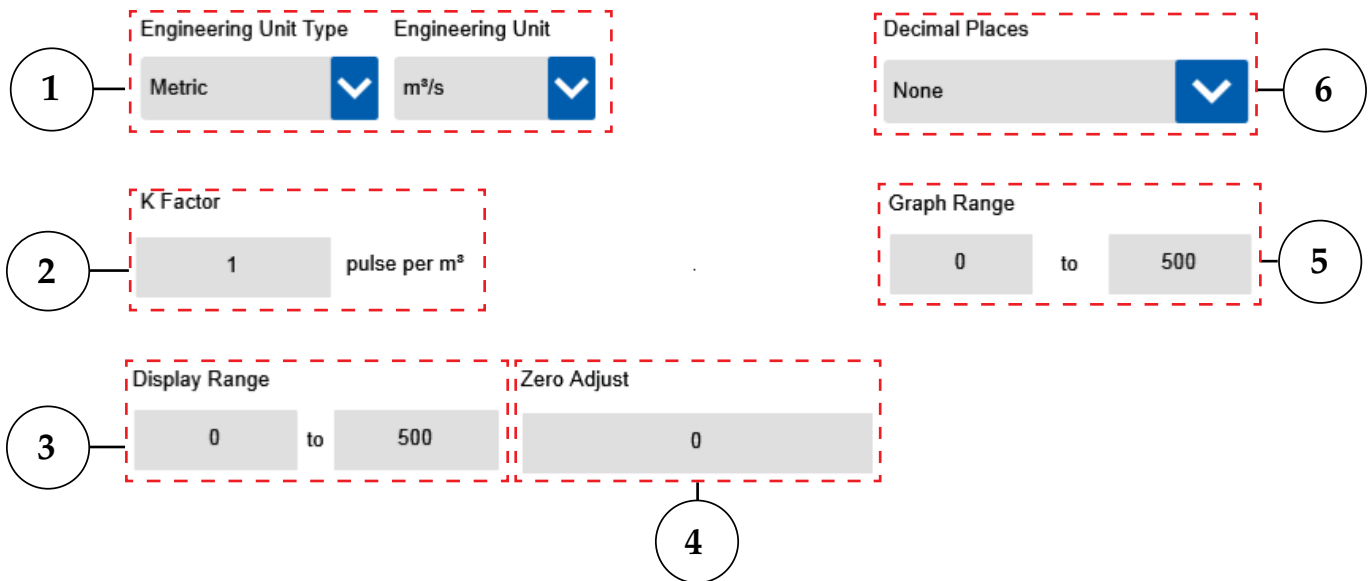 Engineering Unit Type Engineering Unit Decimal Places
1 Metric m³/s None 6
K Factor Graph Range
2 1 pulse per m³ 0 to 500 5
Display Range Zero Adjust
3 0 to 500 0
4